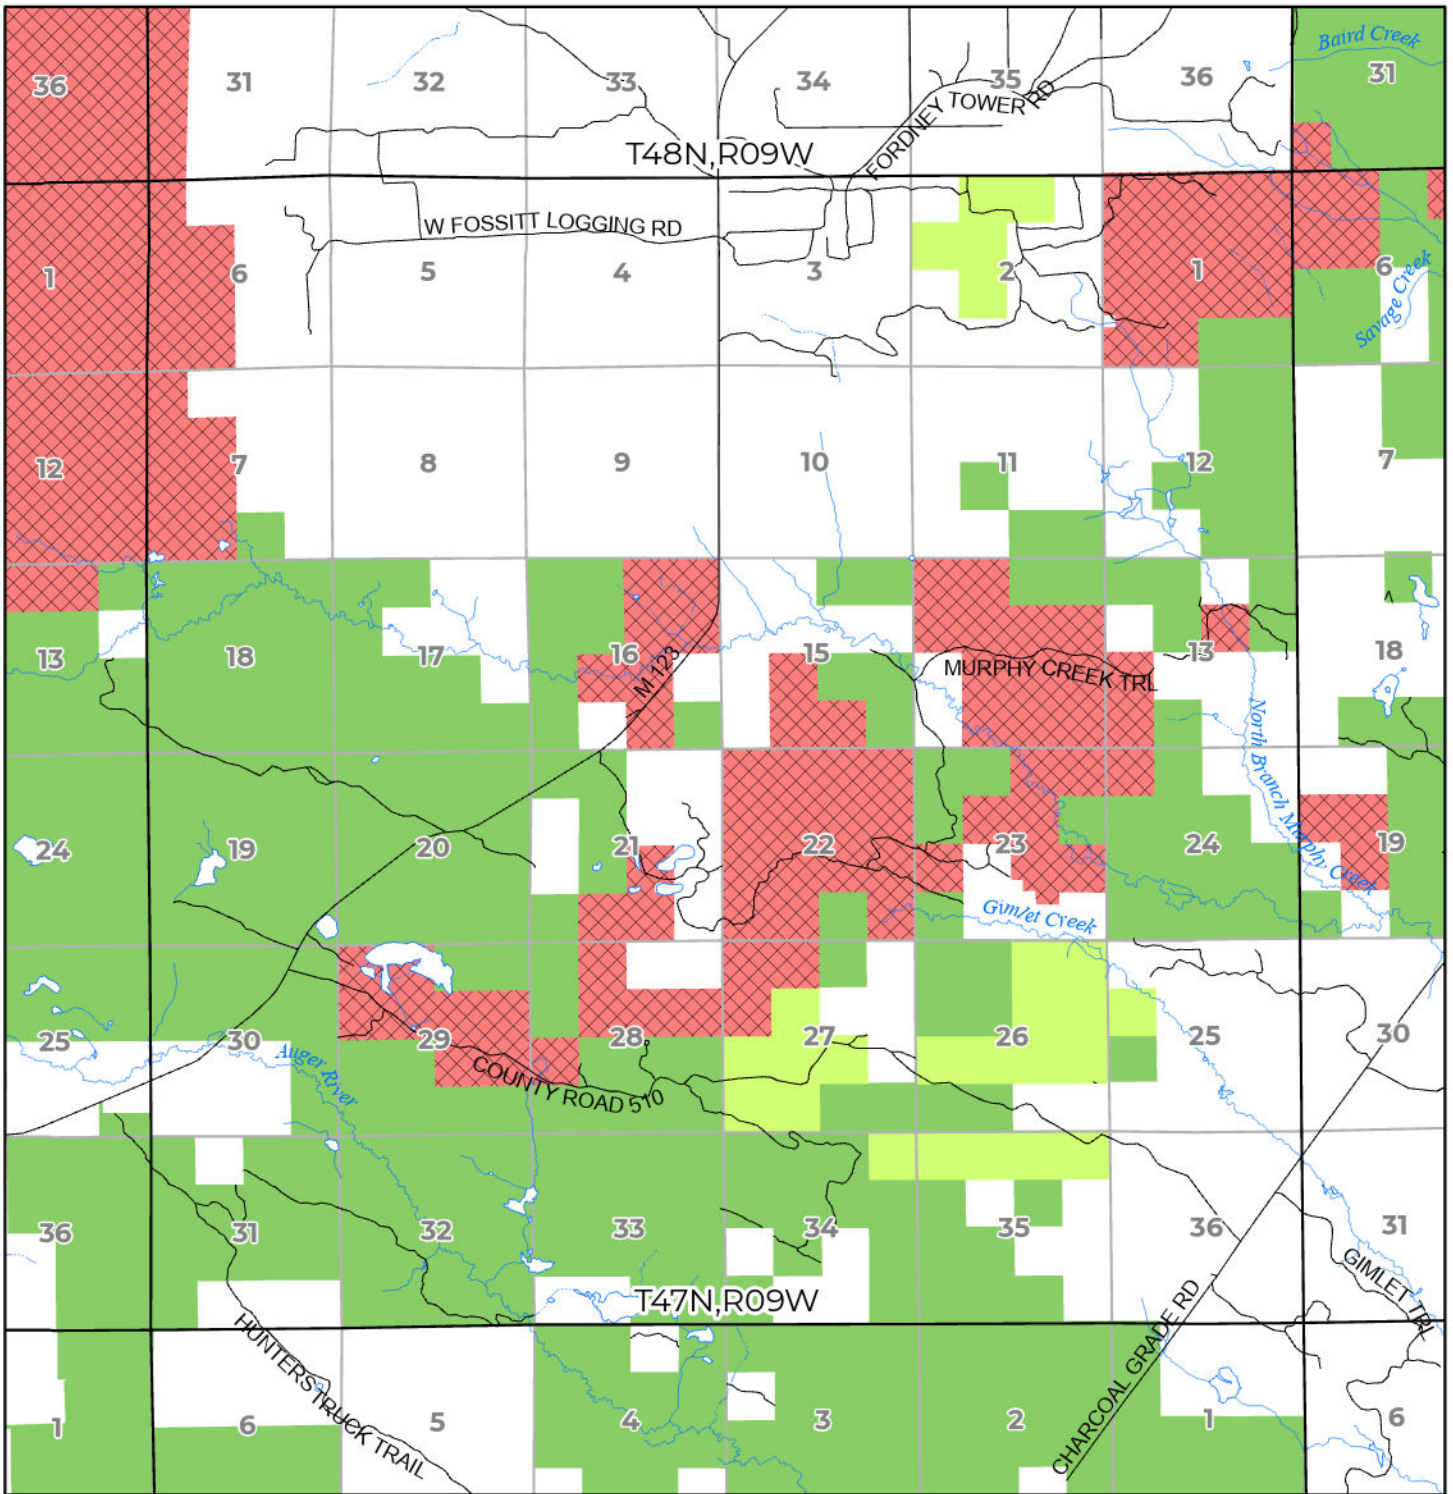 Baird Creek
36 31 32 33 34 35 36 31
FORDNEY TOWER RD
T48N,R09W
W FOSSITT LOGGING RD
1 6 5 4 3 2 1 6
Savage Creek
12 7 8 9 10 11 12 7
13 18 17 16 15 13 18
M 123
MURPHY CREEK TRL
North Branch Murphy Creek
24 19 20 21 22 23 24 19
Gimlet Creek
25 30 29 28 27 26 25 30
Auger River
COUNTY ROAD 510
36 31 32 33 34 35 36 31
GIMLET TRL
T47N,R09W
HUNTERS TRUCK TRAIL
CHARCOAL GRADE RD
1 6 5 4 3 2 1 6